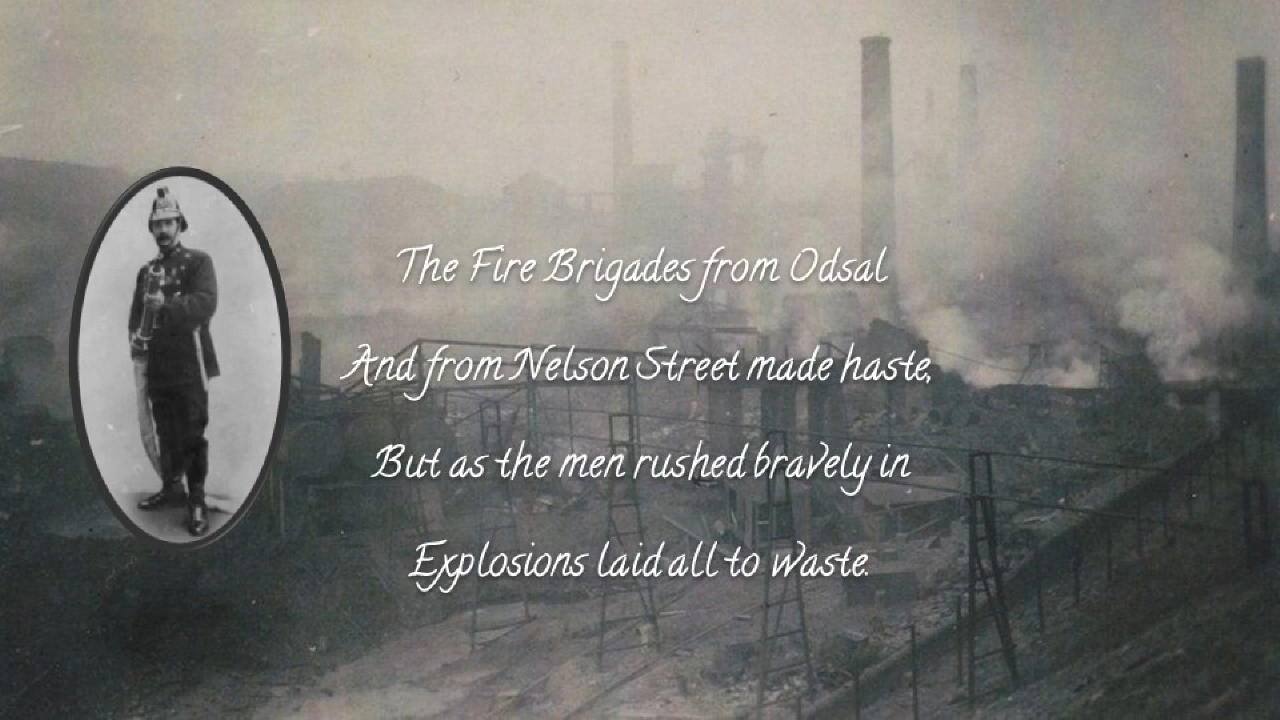 The Fire Brigades from Odsal
And from Nelson Street made haste,
But as the men rushed bravely in
Explosions laid all to waste.